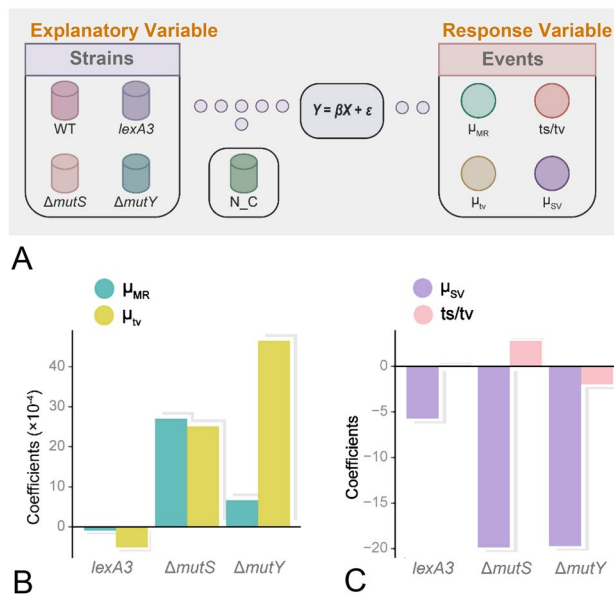 Explanatory Variable
Response Variable
Strains
Events
WT
lexA3
ΔmutS
ΔmutY
N_C
Y = βX + ε
μMR
ts/tv
μtv
μSV
A
μMR
μtv
Coefficients (×10⁻⁴)
40
30
20
10
0
lexA3
ΔmutS
ΔmutY
B
μSV
ts/tv
Coefficients
0
−5
−10
−15
−20
lexA3
ΔmutS
ΔmutY
C